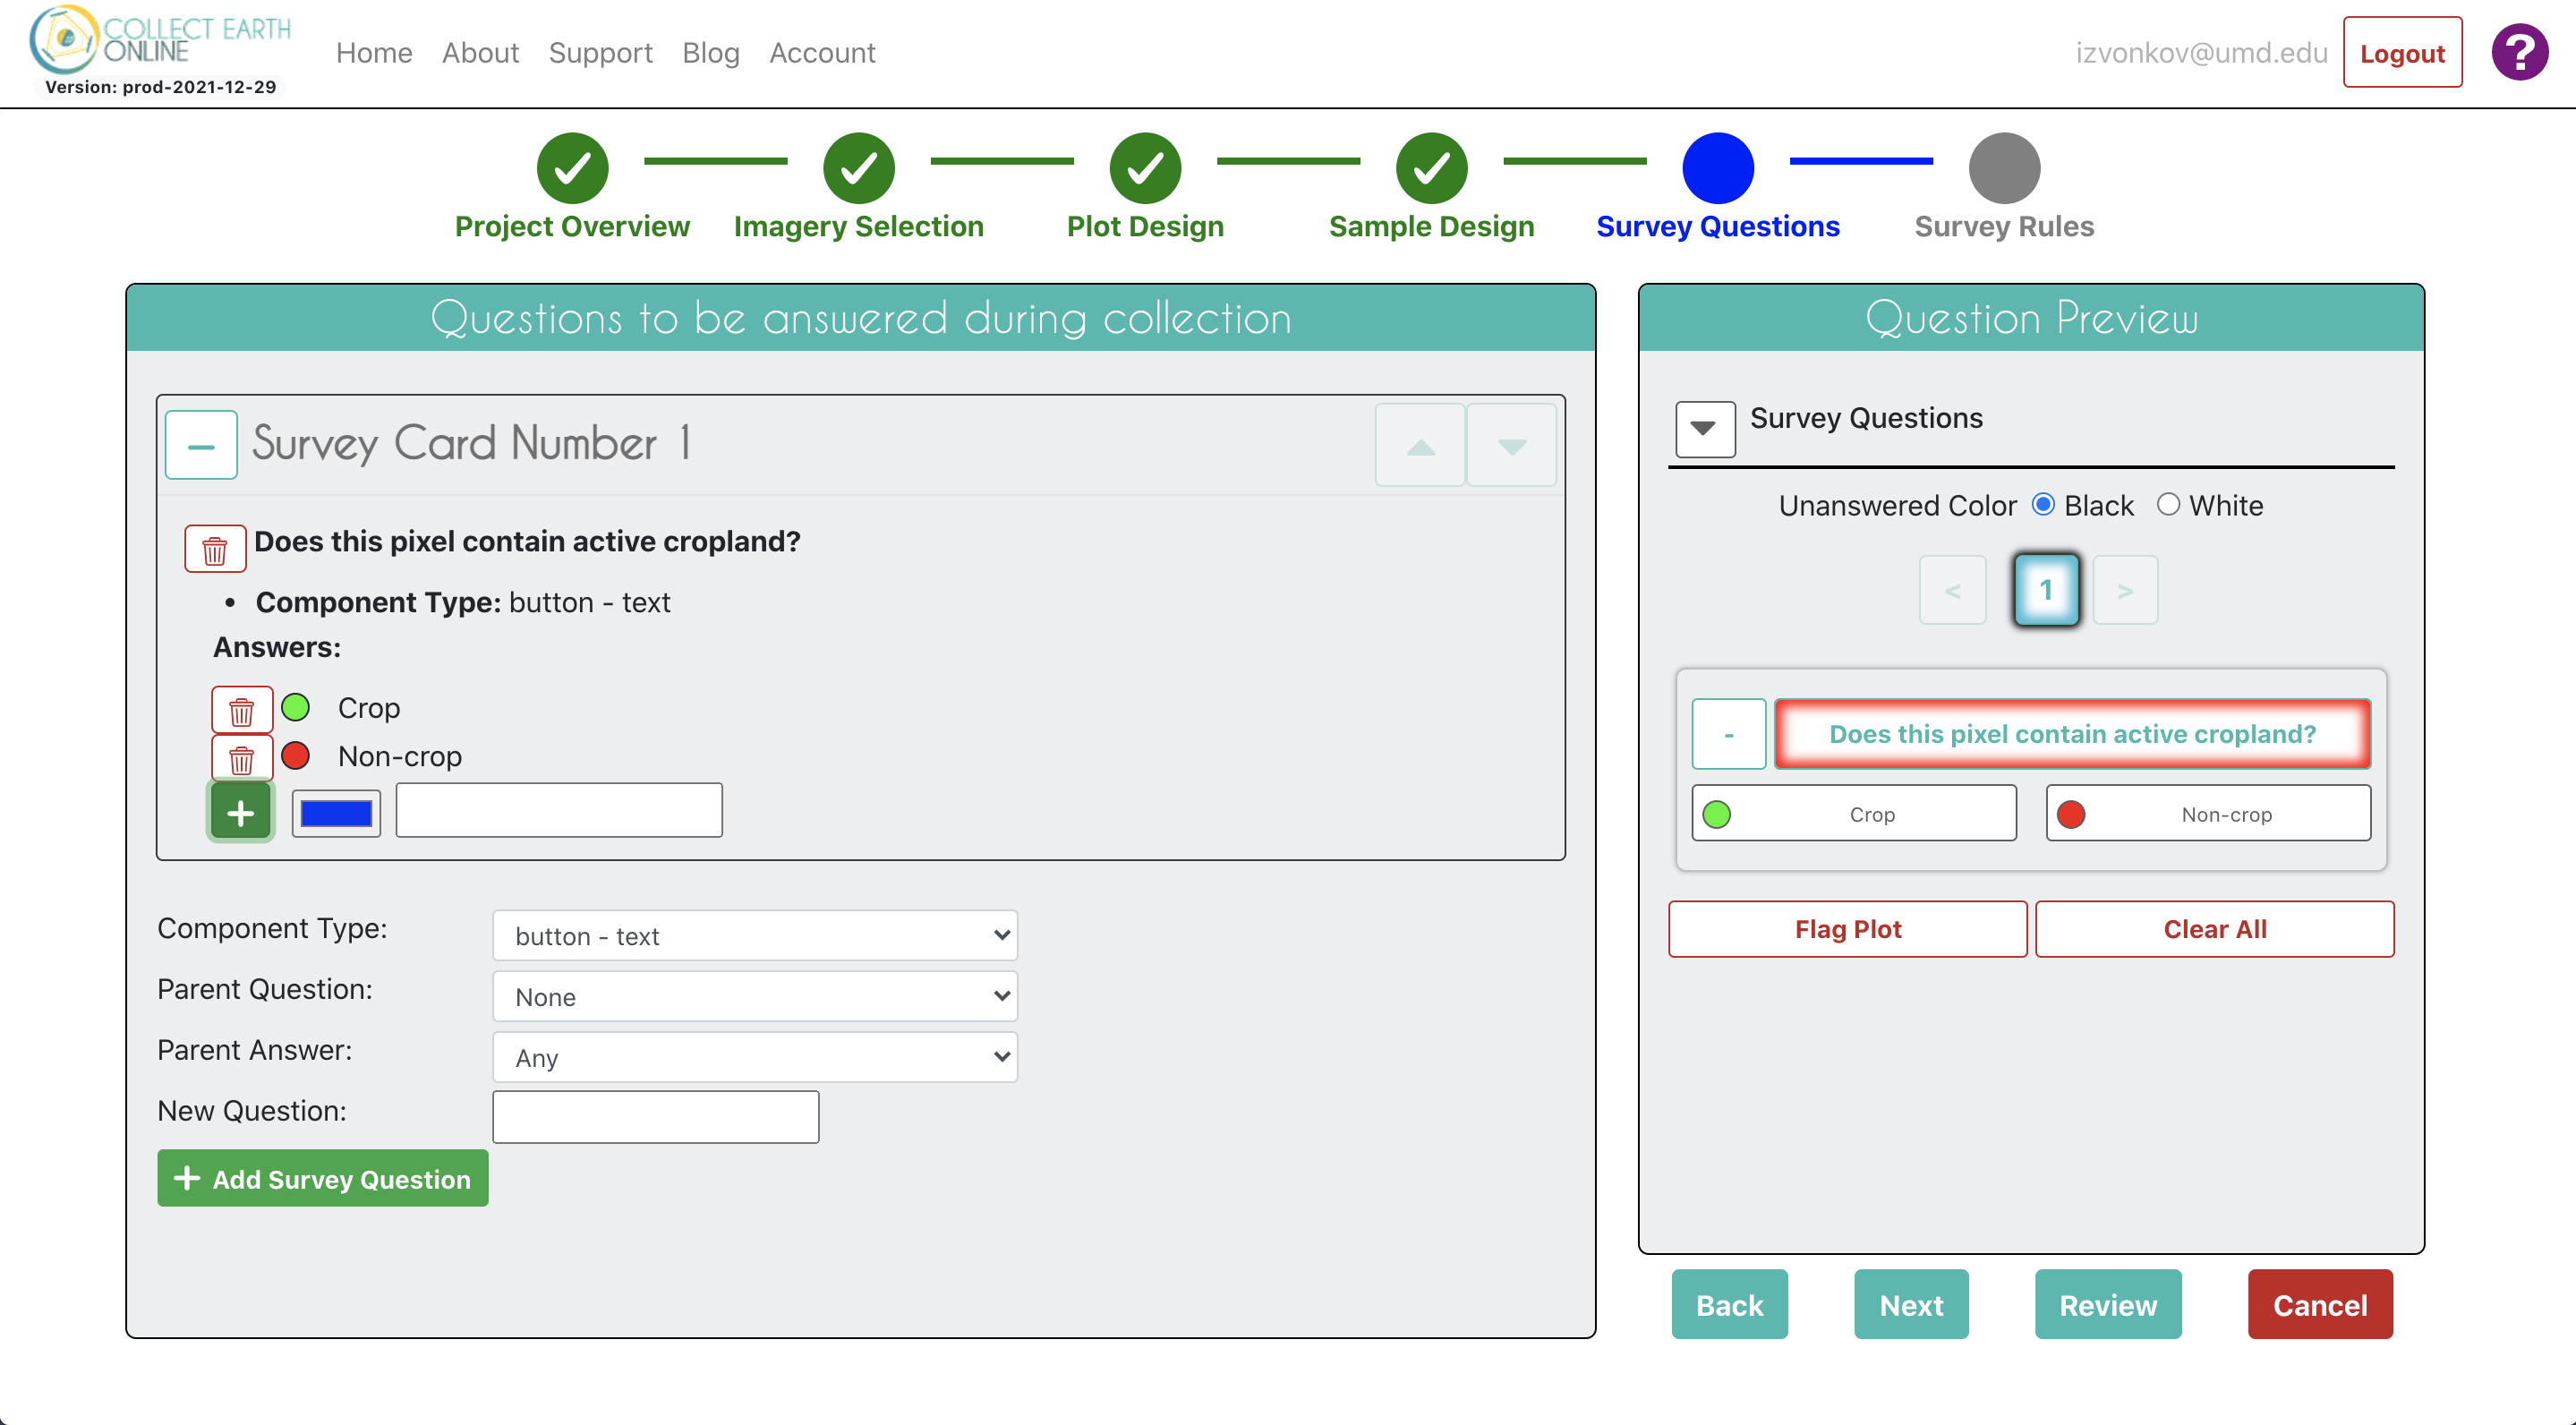 COLLECT EARTH
ONLINE
Version: prod-2021-12-29
Home About Support Blog Account
izvonkov@umd.edu
Logout
?
Project Overview
Imagery Selection
Plot Design
Sample Design
Survey Questions
Survey Rules
Questions to be answered during collection
Survey Card Number 1
Does this pixel contain active cropland?
• Component Type: button - text
Answers:
Crop
Non-crop
+
Component Type: button - text
Parent Question: None
Parent Answer: Any
New Question:
+ Add Survey Question
Question Preview
Survey Questions
Unanswered Color Black White
< 1 >
- Does this pixel contain active cropland?
Crop Non-crop
Flag Plot Clear All
Back Next Review Cancel